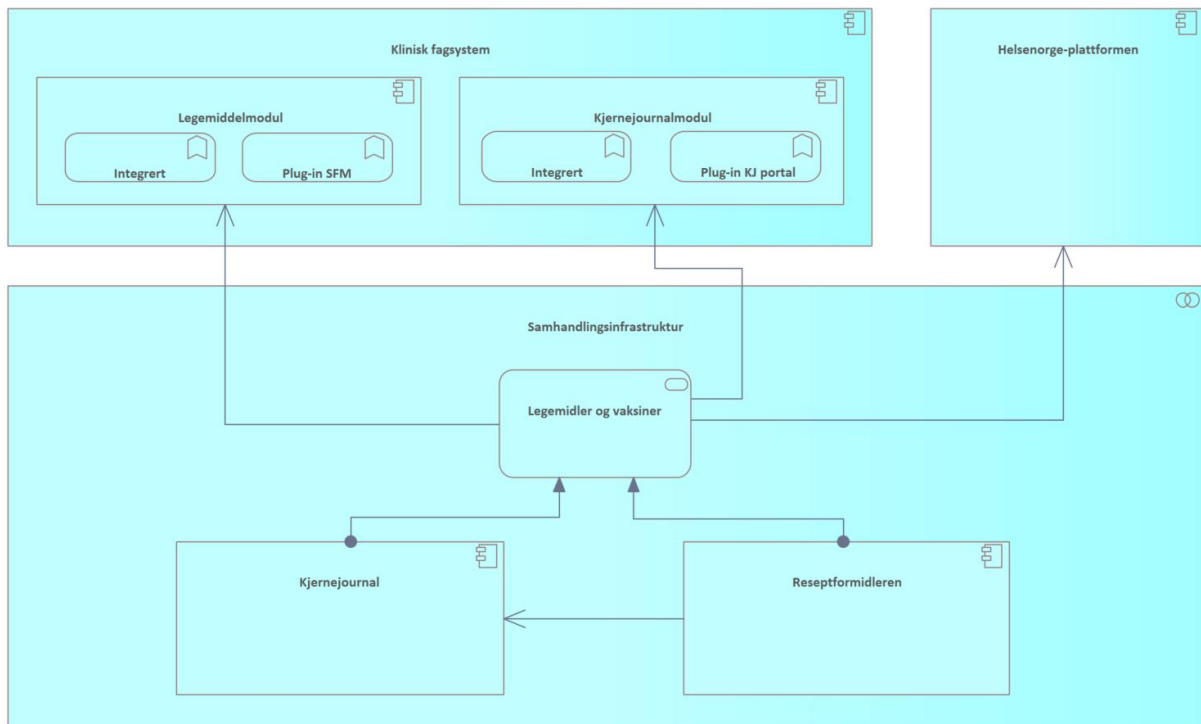 Klinisk fagsystem
Helsenorge-plattformen
Legemiddelmodul
Kjernejournalmodul
Integrert
Plug-in SFM
Integrert
Plug-in KJ portal
Samhandlingsinfrastruktur
Legemidler og vaksiner
Kjernejournal
Reseptformidleren